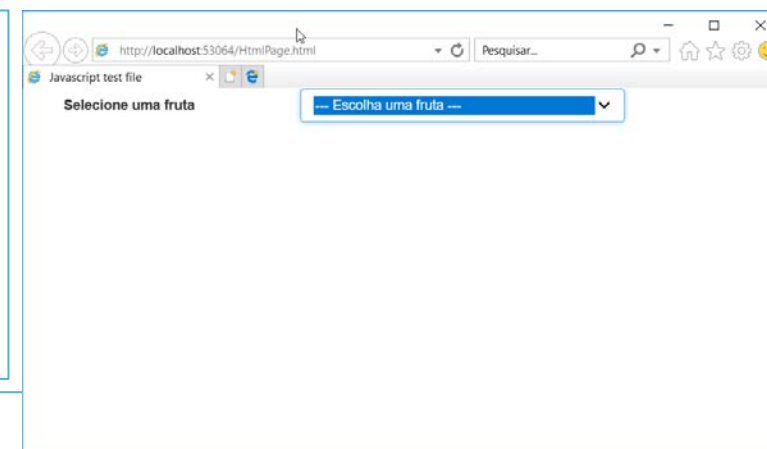 http://localhost:53064/HtmlPage.html
Pesquisar...
Javascript test file
Selecione uma fruta
--- Escolha uma fruta ---